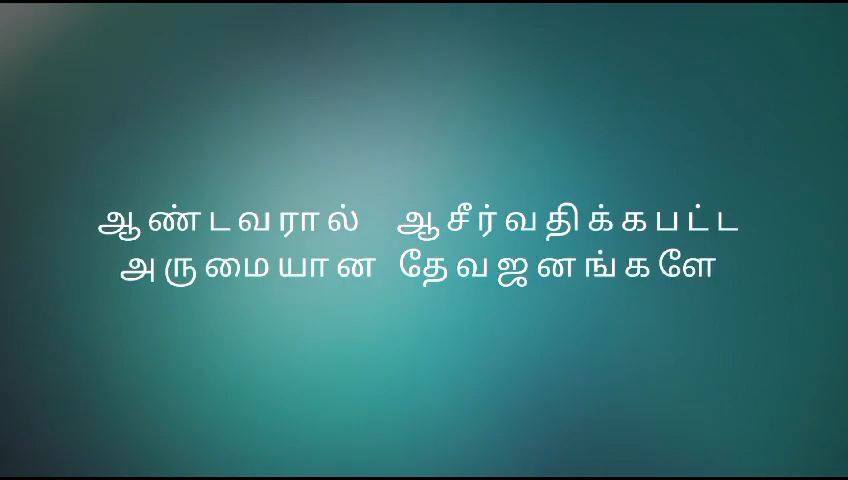 ஆண்டவரால் ஆசீர்வதிக்கபட்ட
அருமையான தேவஜனங்களே